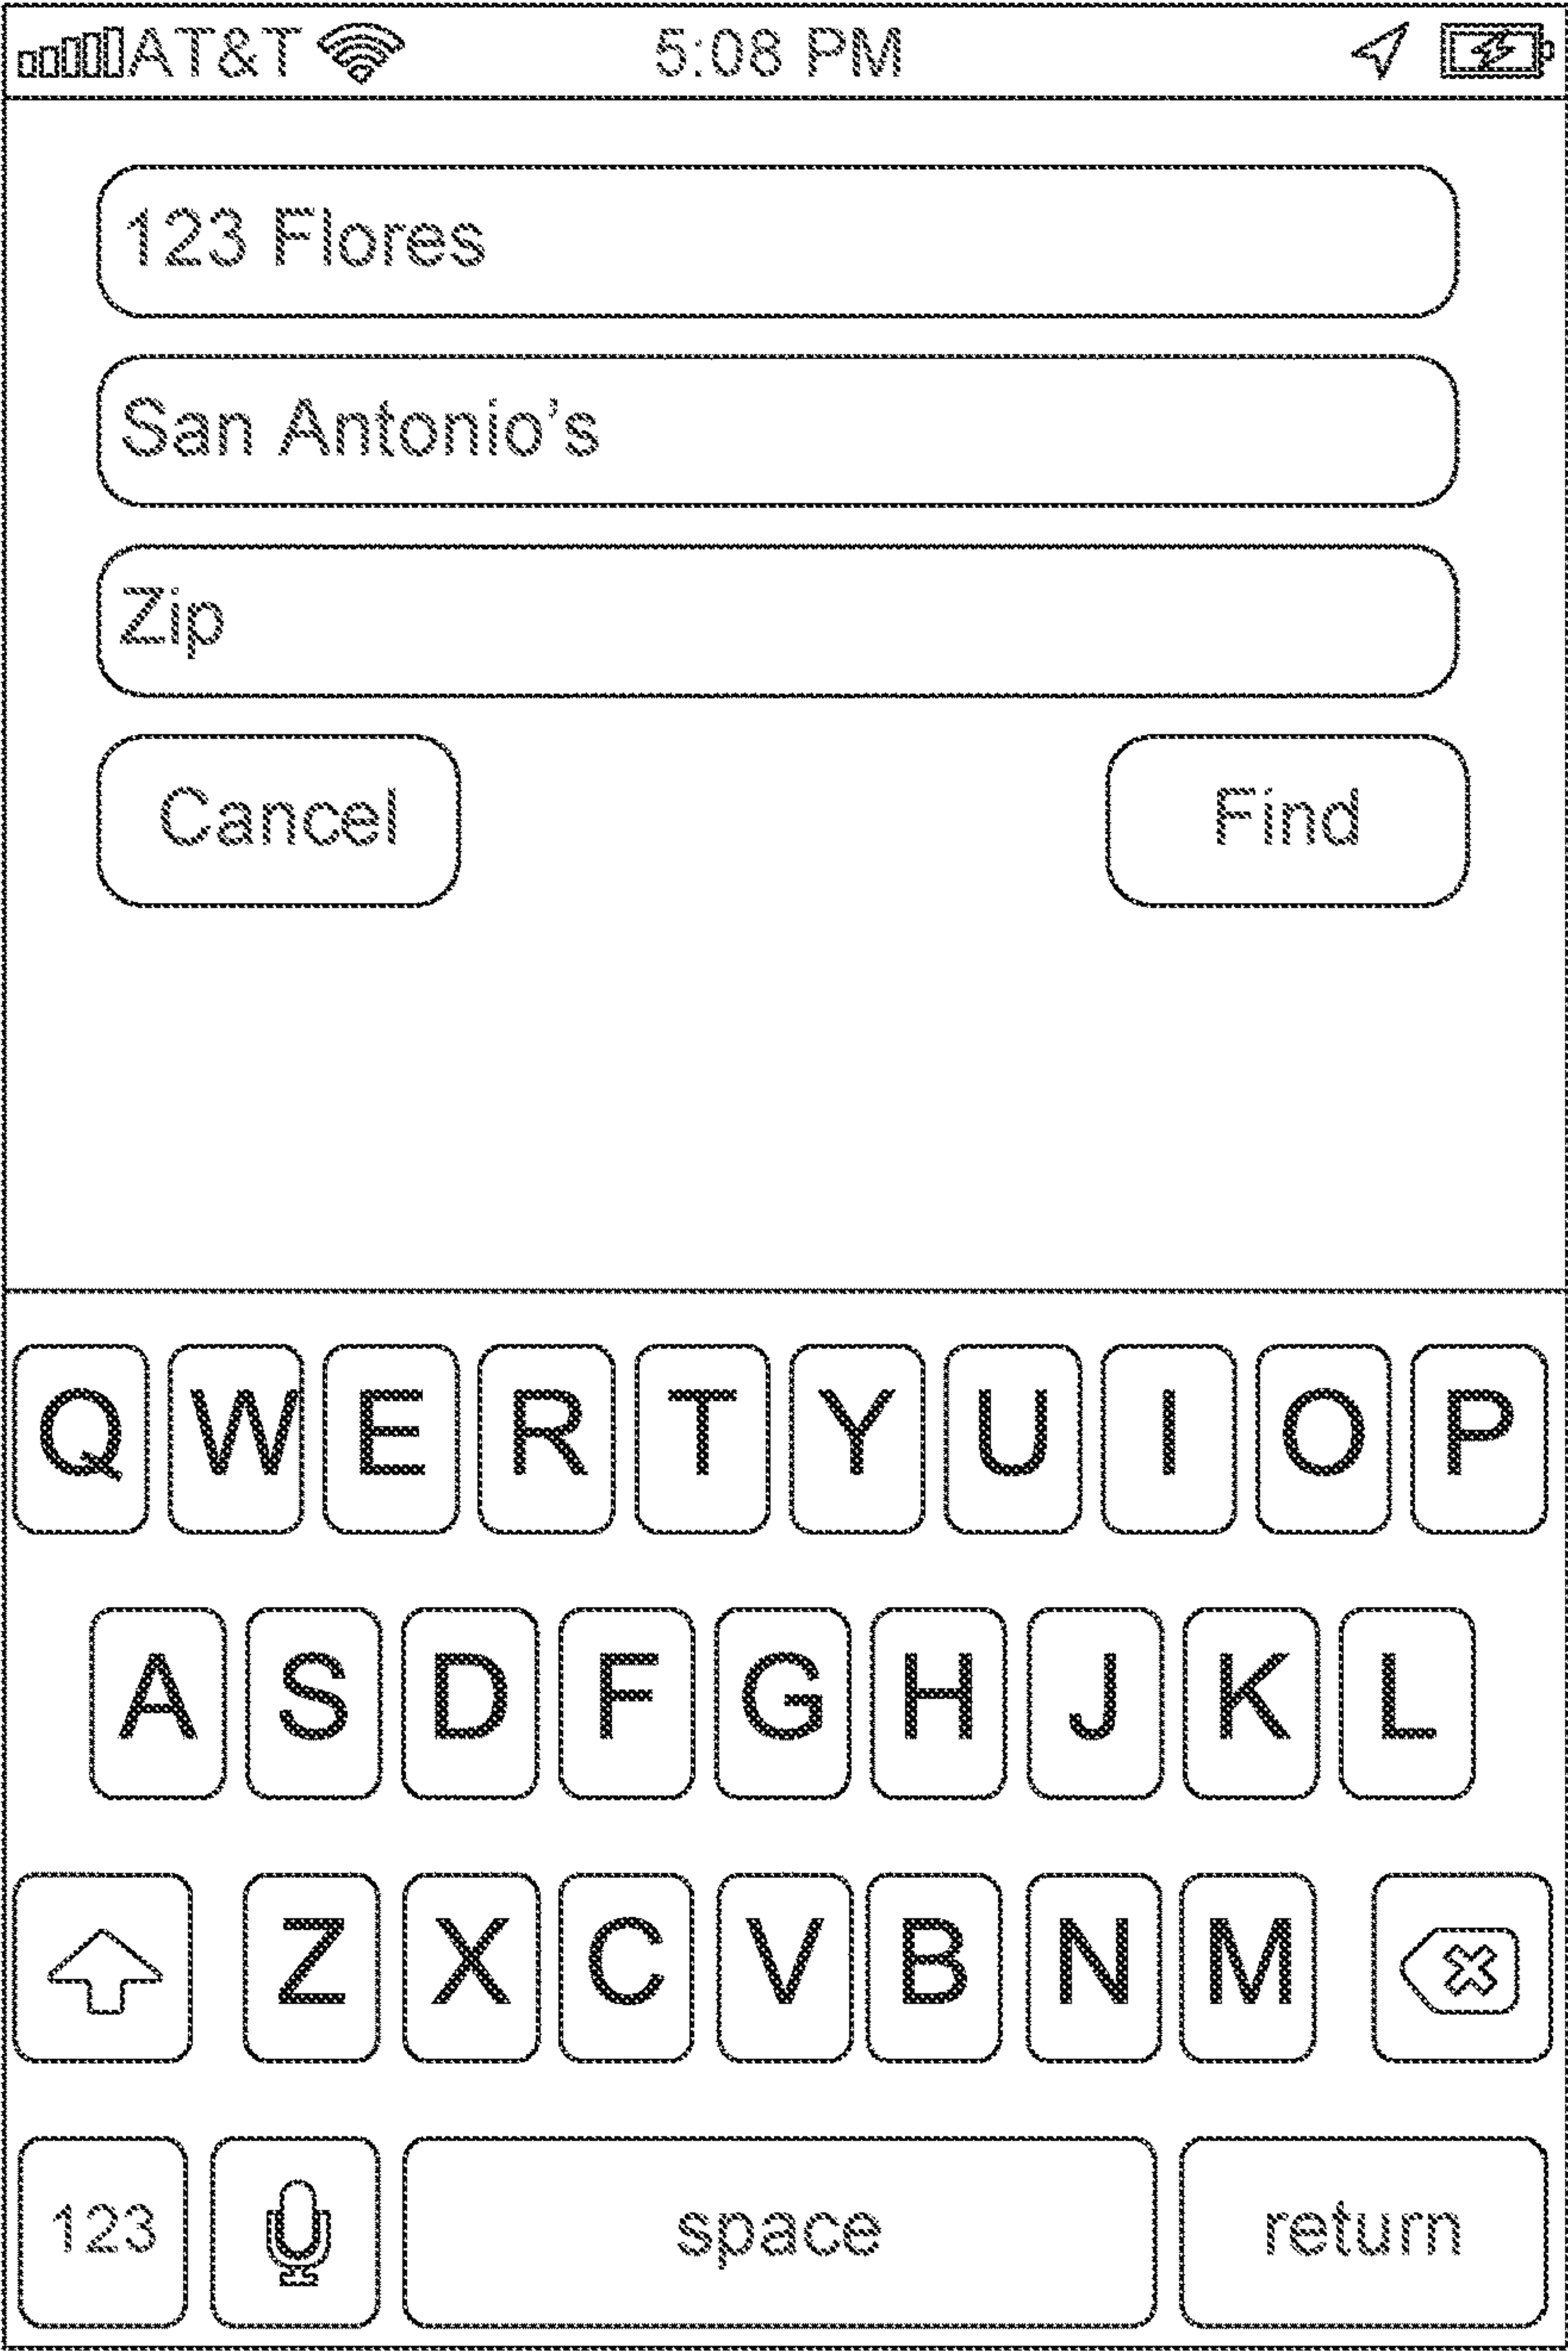 AT&T 5:08 PM
123 Flores
San Antonio’s
Zip
Cancel Find
Q W E R T Y U I O P
A S D F G H J K L
Z X C V B N M
123 space return